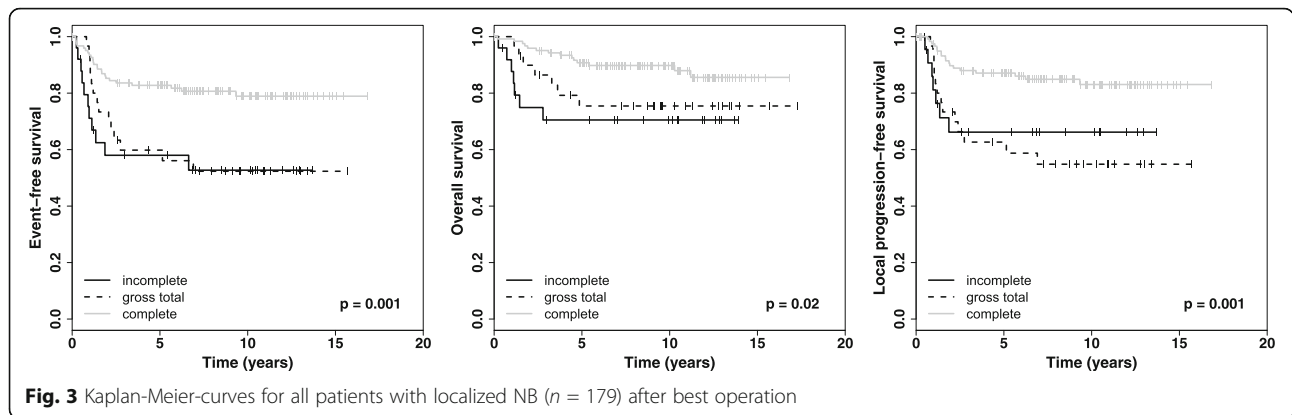 Event–free survival
1.0
0.8
0.6
0.4
0.2
0.0
incomplete
gross total
complete
p = 0.001
0 5 10 15 20
Time (years)
Overall survival
1.0
0.8
0.6
0.4
0.2
0.0
incomplete
gross total
complete
p = 0.02
0 5 10 15 20
Time (years)
Local progression–free survival
1.0
0.8
0.6
0.4
0.2
0.0
incomplete
gross total
complete
p = 0.001
0 5 10 15 20
Time (years)
Fig. 3 Kaplan-Meier-curves for all patients with localized NB (n = 179) after best operation